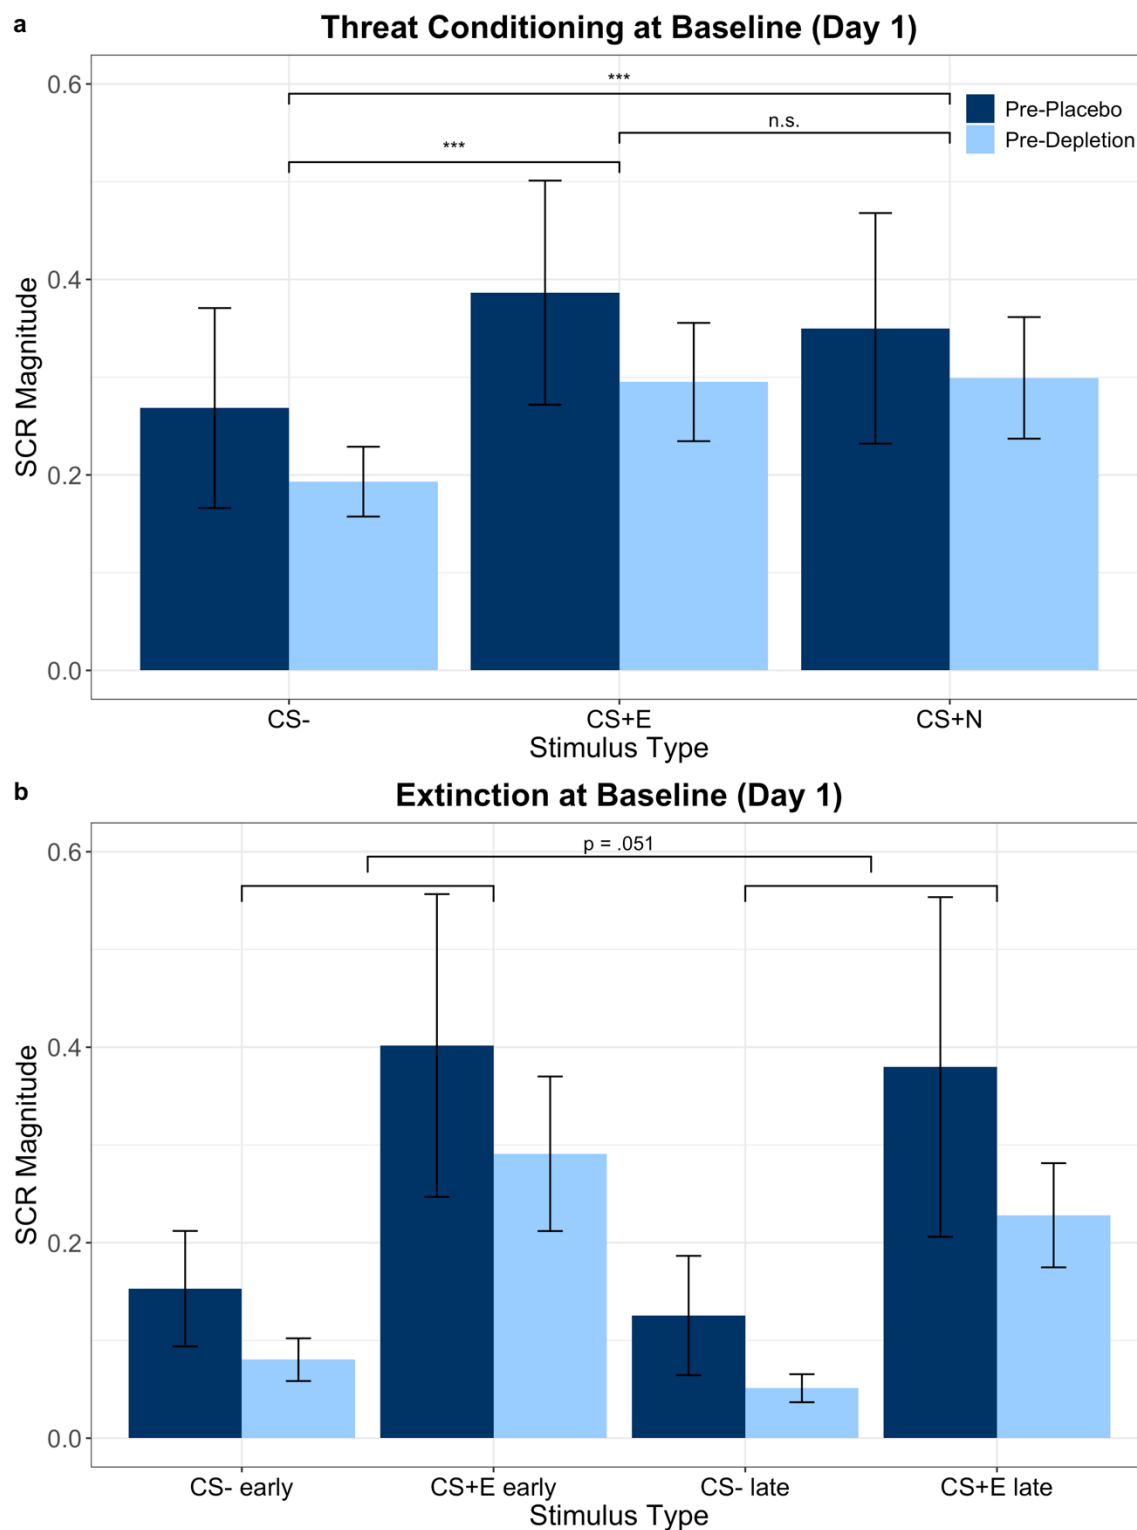 a
Threat Conditioning at Baseline (Day 1)
0.6
***
Pre-Placebo
n.s.
Pre-Depletion
***
0.4
SCR Magnitude
0.2
0.0
CS- CS+E CS+N
Stimulus Type
b
Extinction at Baseline (Day 1)
0.6
p = .051
0.4
SCR Magnitude
0.2
0.0
CS- early CS+E early CS- late CS+E late
Stimulus Type